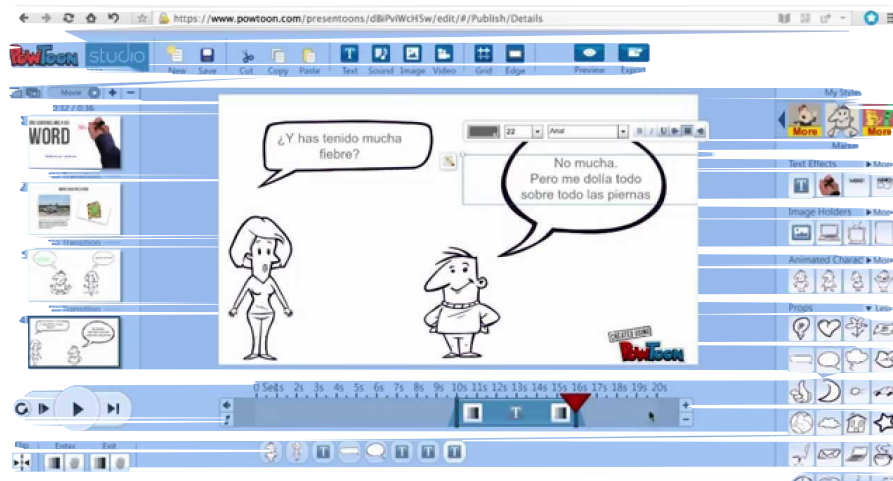 https://www.powtoon.com/presentoons/dBiPviWcH5w/edit/#/Publish/Details
PowToon studio
New Save Cut Copy Paste Text Sound Image Video Grid Edge Preview Export
More
0:32 / 0:36
My Styles
More More
WORD
22 Arial B I U
¿Y has tenido mucha
fiebre?
No mucha.
Pero me dolía todo
sobre todo las piernas
Text Effects More
Image Holders More
Transition
Animated Charac More
Transition
Props Less
CREATED USING
PowToon
0 Sec 1s 2s 3s 4s 5s 6s 7s 8s 9s 10s 11s 12s 13s 14s 15s 16s 17s 18s 19s 20s
T
Flip Enter Exit
T T T T